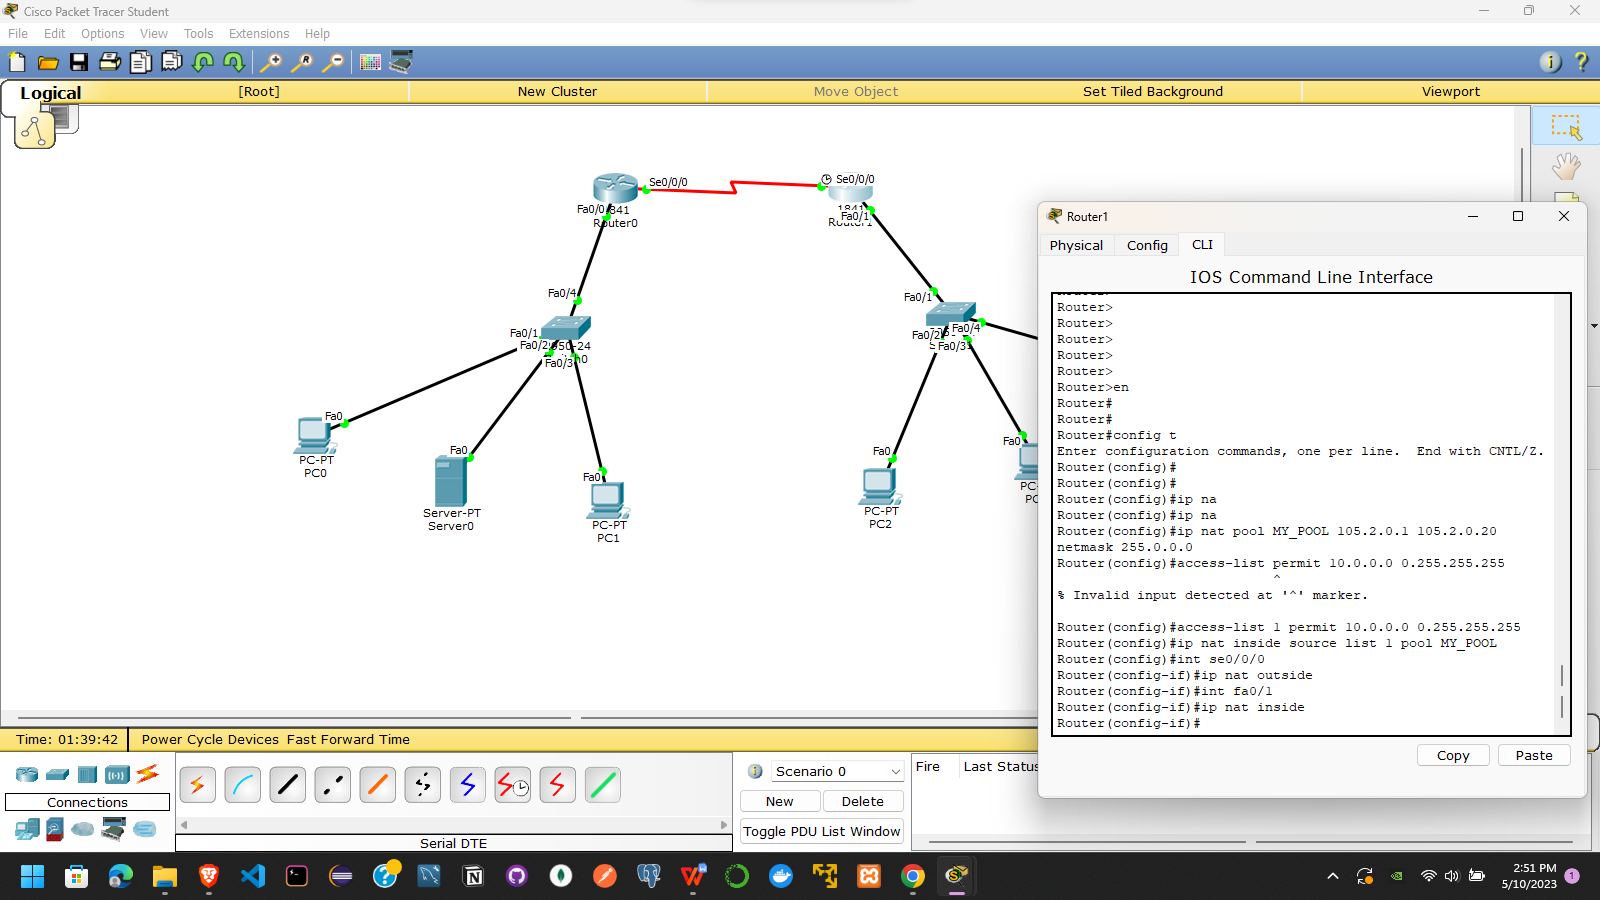 Cisco Packet Tracer Student
File Edit Options View Tools Extensions Help
Logical [Root] New Cluster Move Object Set Tiled Background Viewport
Se0/0/0
Fa0/0 841
Router0
Se0/0/0
Fa0/1
Fa0/4
Fa0/1
Fa0/2
Fa0/3
Fa0/1
Fa0/4
Fa0/2
Fa0/3
Fa0
PC-PT
PC0
Fa0
Server-PT
Server0
Fa0
PC-PT
PC1
Fa0
PC-PT
PC2
Fa0
Router1
Physical Config CLI
IOS Command Line Interface
Router>
Router>
Router>
Router>
Router>
Router>en
Router#
Router#
Router#config t
Enter configuration commands, one per line. End with CNTL/Z.
Router(config)#
Router(config)#
Router(config)#ip na
Router(config)#ip na
Router(config)#ip nat pool MY_POOL 105.2.0.1 105.2.0.20
netmask 255.0.0.0
Router(config)#access-list permit 10.0.0.0 0.255.255.255
^
% Invalid input detected at '^' marker.
Router(config)#access-list 1 permit 10.0.0.0 0.255.255.255
Router(config)#ip nat inside source list 1 pool MY_POOL
Router(config)#int se0/0/0
Router(config-if)#ip nat outside
Router(config-if)#int fa0/1
Router(config-if)#ip nat inside
Router(config-if)#
Copy Paste
Time: 01:39:42 Power Cycle Devices Fast Forward Time
Connections
Serial DTE
Scenario 0
New Delete
Toggle PDU List Window
Fire Last Status
2:51 PM
5/10/2023
1